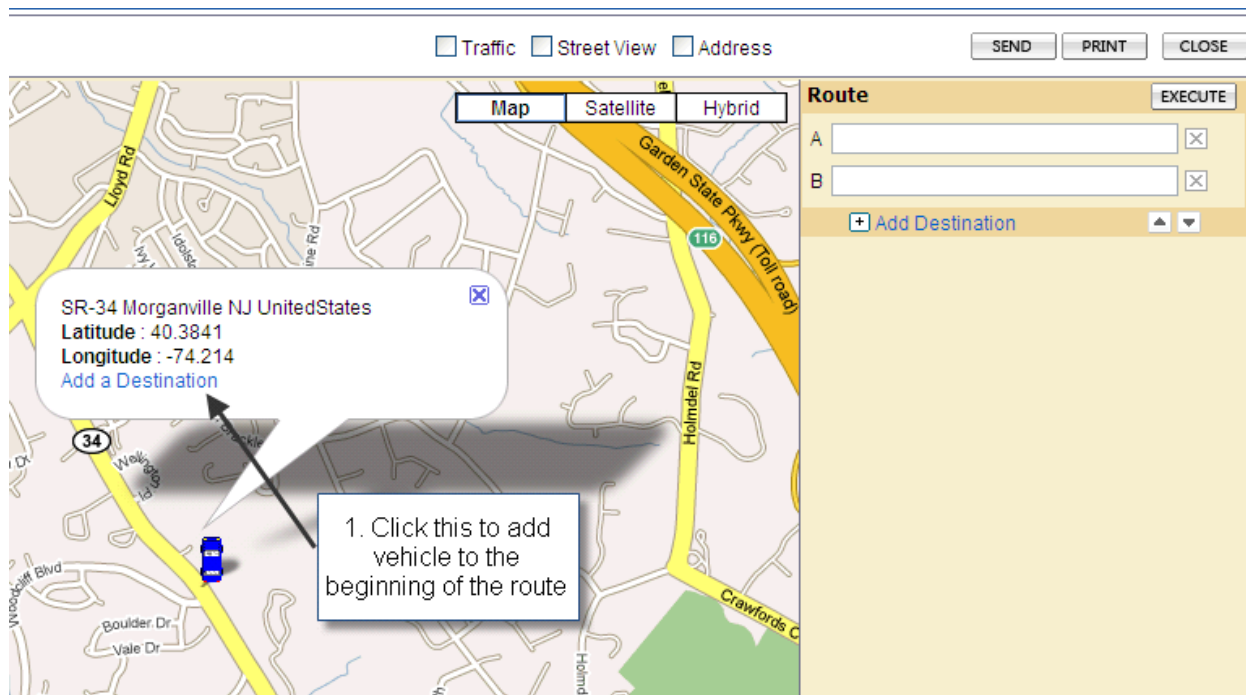 Traffic Street View Address
SEND PRINT CLOSE
Map Satellite Hybrid
Route
EXECUTE
A
B
Add Destination
Lloyd Rd
Garden State Pkwy (Toll road)
116
SR-34 Morganville NJ UnitedStates
Latitude : 40.3841
Longitude : -74.214
Add a Destination
34
Holmdel Rd
1. Click this to add
vehicle to the
beginning of the route
Woodcliff Blvd
Boulder Dr
Vale Dr
Crawfords C
Holmd